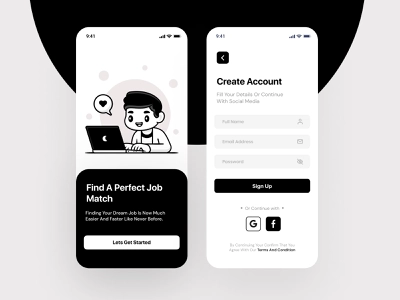 9:41
Find A Perfect Job
Match
Finding Your Dream Job Is Now Much
Easier And Faster Like Never Before.
Lets Get Started
9:41
Create Account
Fill Your Details Or Continue
With Social Media
Full Name
Email Address
Password
Sign Up
Or Continue with
G
f
By Continuing Your Confirm That You
Agree With Our Terms And Condition